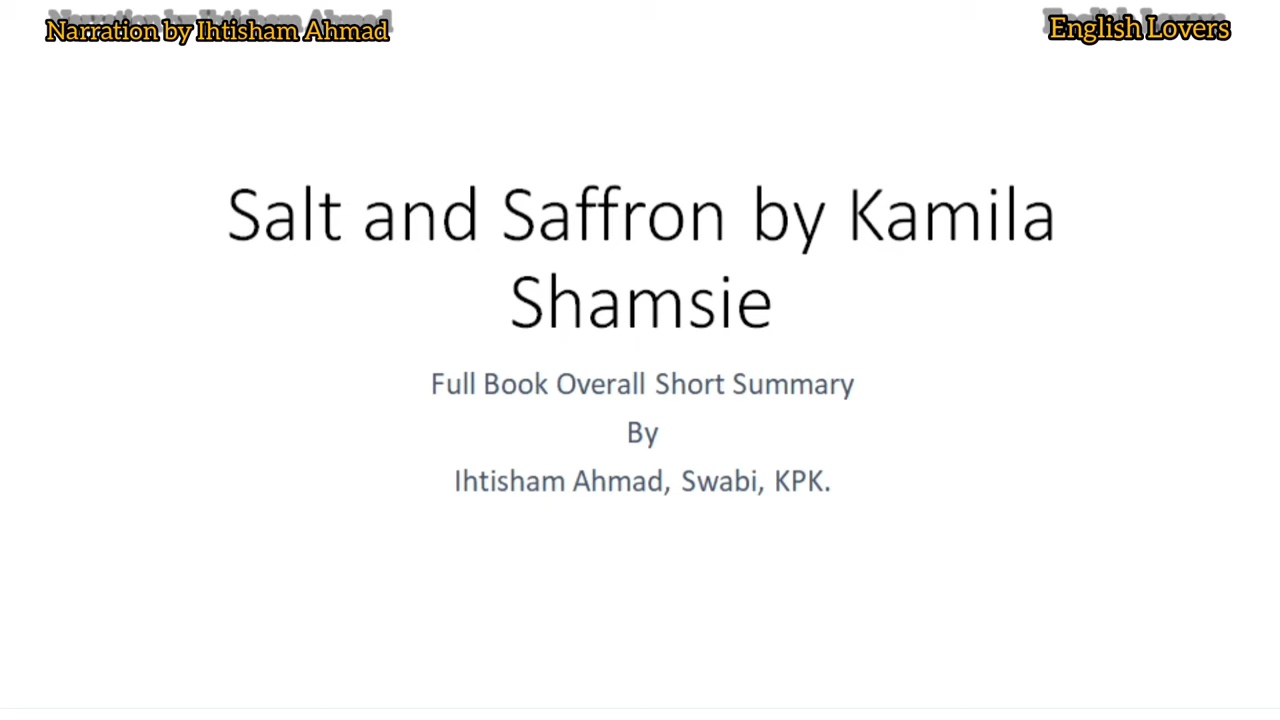 Narration by Ihtisham Ahmad
English Lovers
Salt and Saffron by Kamila
Shamsie
Full Book Overall Short Summary
By
Ihtisham Ahmad, Swabi, KPK.